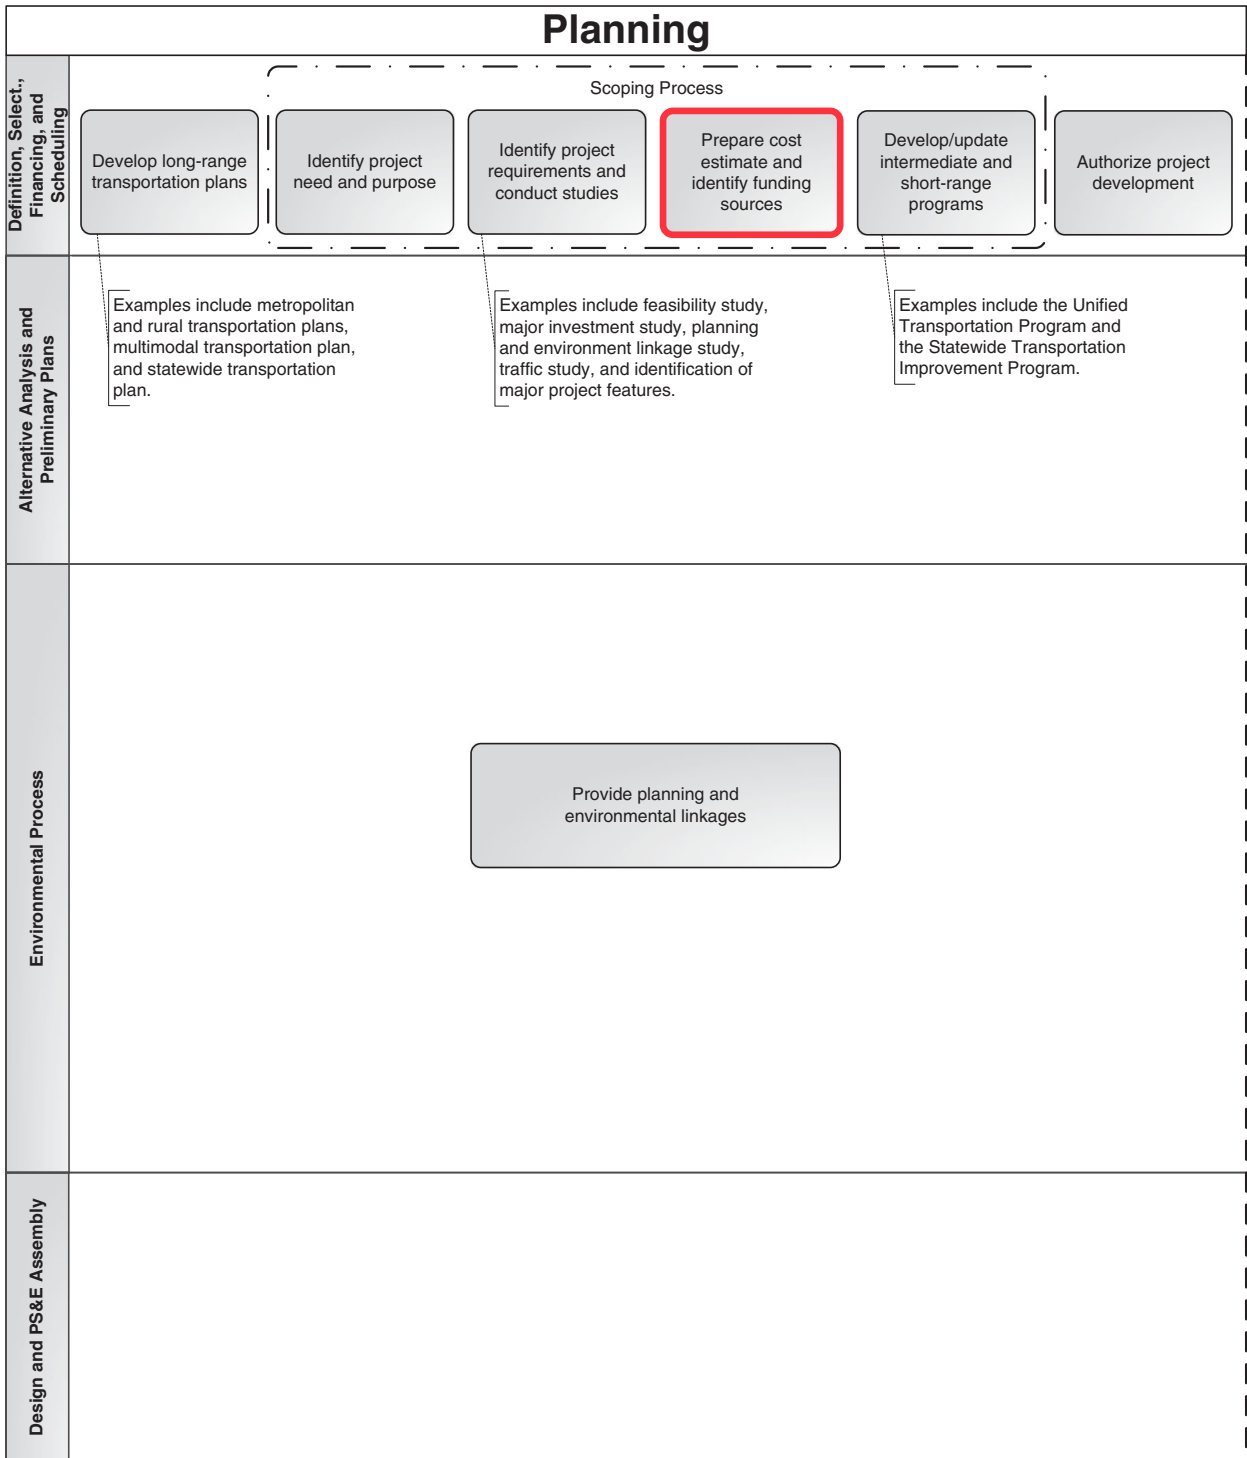 Planning
Definition, Select.,
Financing, and
Scheduling
Scoping Process
Develop long-range
transportation plans
Identify project
need and purpose
Identify project
requirements and
conduct studies
Prepare cost
estimate and
identify funding
sources
Develop/update
intermediate and
short-range
programs
Authorize project
development
Alternative Analysis and
Preliminary Plans
Examples include metropolitan
and rural transportation plans,
multimodal transportation plan,
and statewide transportation
plan.
Examples include feasibility study,
major investment study, planning
and environment linkage study,
traffic study, and identification of
major project features.
Examples include the Unified
Transportation Program and
the Statewide Transportation
Improvement Program.
Environmental Process
Provide planning and
environmental linkages
Design and PS&E Assembly